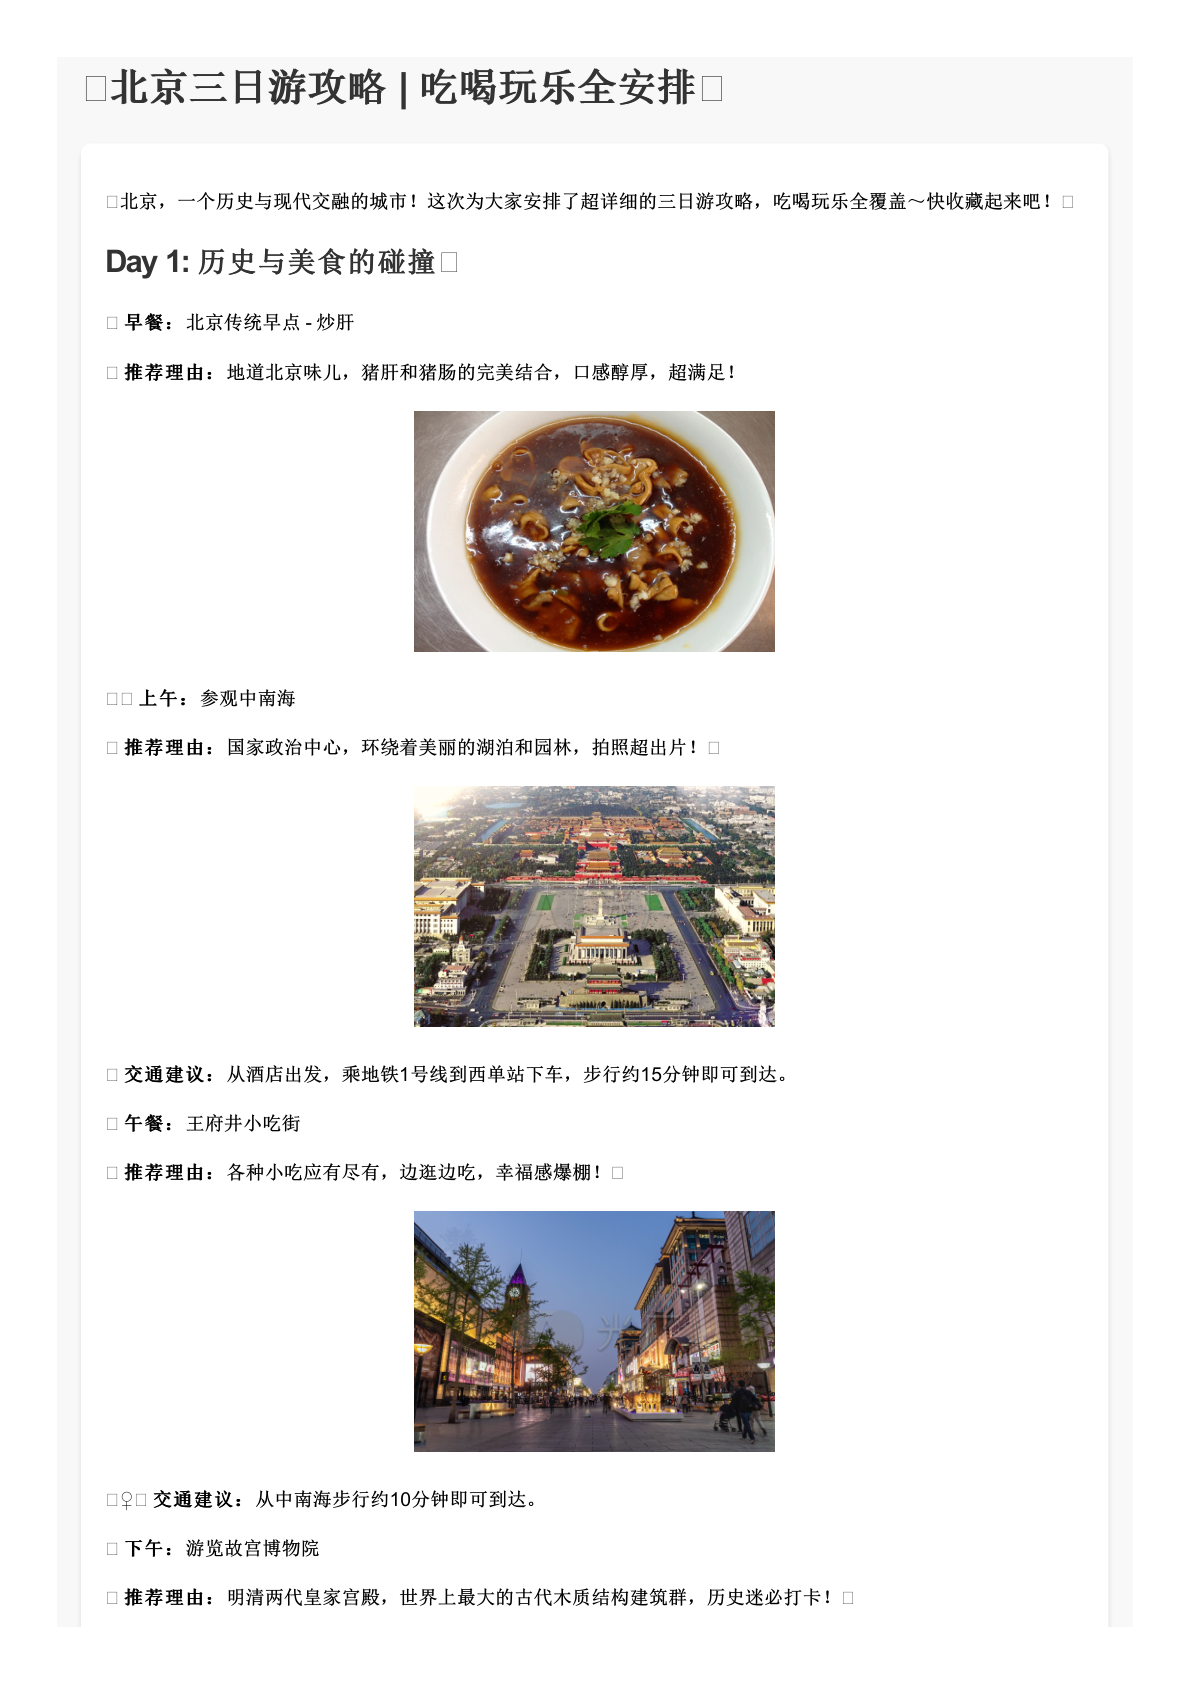 北京三日游攻略 | 吃喝玩乐全安排
北京，一个历史与现代交融的城市！这次为大家安排了超详细的三日游攻略，吃喝玩乐全覆盖～快收藏起来吧！
Day 1: 历史与美食的碰撞
早餐：北京传统早点 - 炒肝
推荐理由：地道北京味儿，猪肝和猪肠的完美结合，口感醇厚，超满足！
上午：参观中南海
推荐理由：国家政治中心，环绕着美丽的湖泊和园林，拍照超出片！
交通建议：从酒店出发，乘地铁1号线到西单站下车，步行约15分钟即可到达。
午餐：王府井小吃街
推荐理由：各种小吃应有尽有，边逛边吃，幸福感爆棚！
光
♀ 交通建议：从中南海步行约10分钟即可到达。
下午：游览故宫博物院
推荐理由：明清两代皇家宫殿，世界上最大的古代木质结构建筑群，历史迷必打卡！